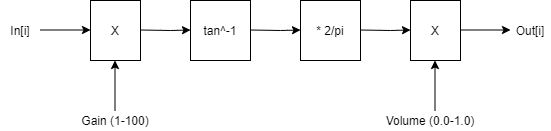 In[i]
X
tan^-1
* 2/pi
X
Out[i]
Gain (1-100)
Volume (0.0-1.0)